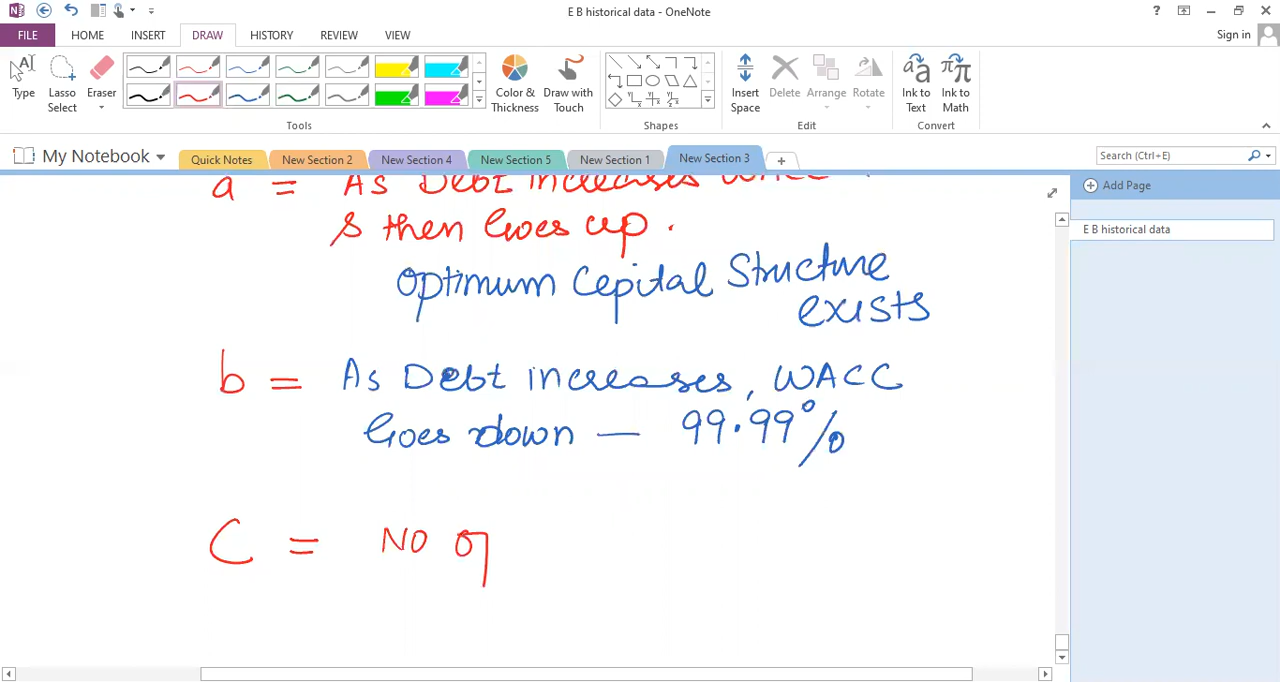 E B historical data - OneNote
?
FILE HOME INSERT DRAW HISTORY REVIEW VIEW
Sign in
Type
Lasso Select
Eraser
Color & Thickness
Draw with Touch
Insert Space
Delete
Arrange
Rotate
Ink to Text
Ink to Math
Tools
Shapes
Edit
Convert
My Notebook
Quick Notes New Section 2 New Section 4 New Section 5 New Section 1 New Section 3
Search (Ctrl+E)
Add Page
E B historical data
a = As Debt increases WACC
& then Goes up.
Optimum Cepital Structure
exists
b = As Debt increases, WACC
Goes down — 99.99%
C = NO op